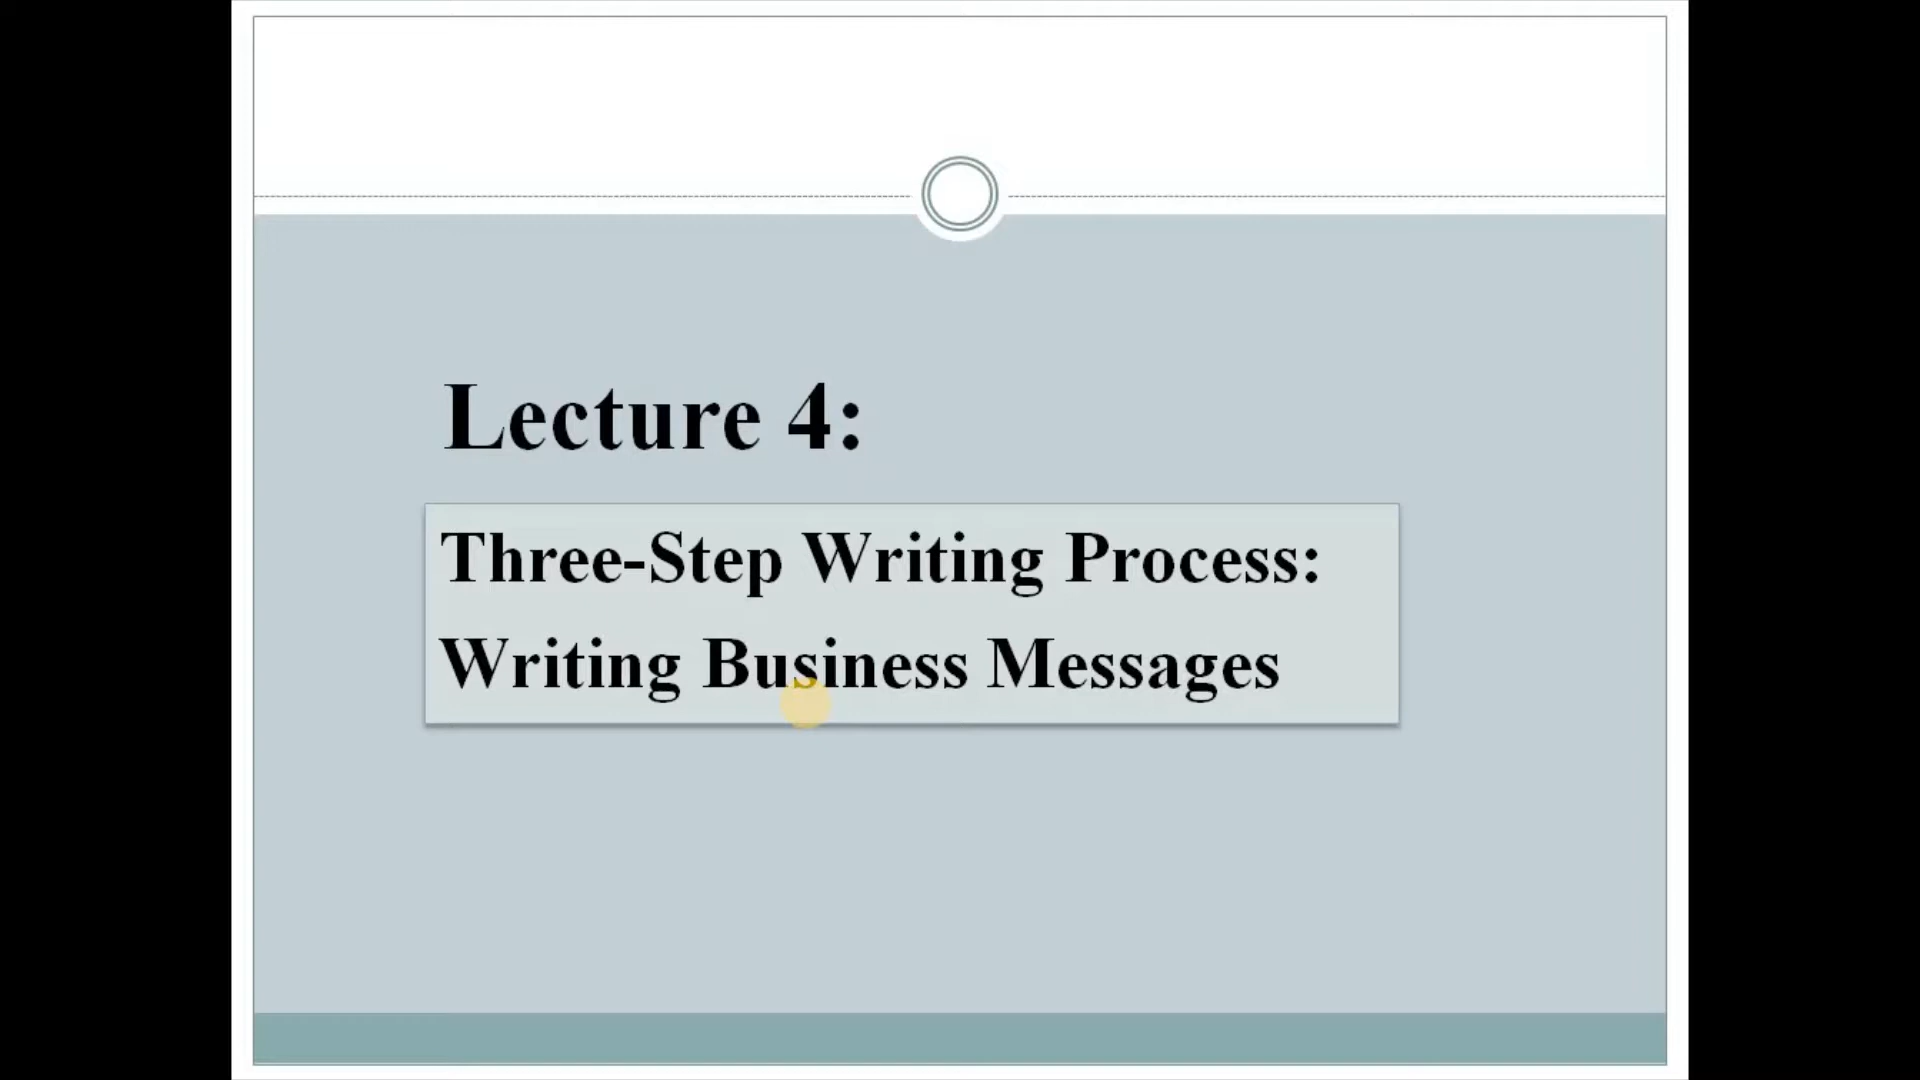 Lecture 4:
Three-Step Writing Process:
Writing Business Messages